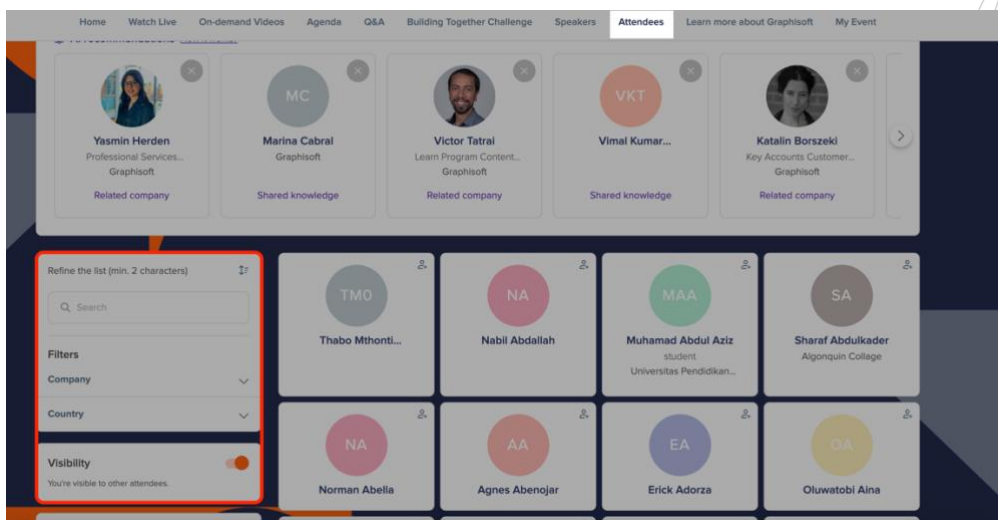 Home Watch Live On-demand Videos Agenda Q&A Building Together Challenge Speakers Attendees Learn more about Graphisoft My Event
MC
VKT
Yasmin Herden
Marina Cabral
Victor Tatrai
Vimal Kumar...
Katalin Borszeki
Professional Services...
Graphisoft
Learn Program Content...
Key Accounts Customer...
Graphisoft
Graphisoft
Graphisoft
Related company
Shared knowledge
Related company
Shared knowledge
Related company
Refine the list (min. 2 characters)
Search
Filters
Company
Country
Visibility
You're visible to other attendees.
TM0
NA
MAA
SA
Thabo Mthonti...
Nabil Abdallah
Muhamad Abdul Aziz
Sharaf Abdulkader
student
Algonquin Collage
Universitas Pendidikan...
NA
AA
EA
OA
Norman Abella
Agnes Abenojar
Erick Adorza
Oluwatobi Aina